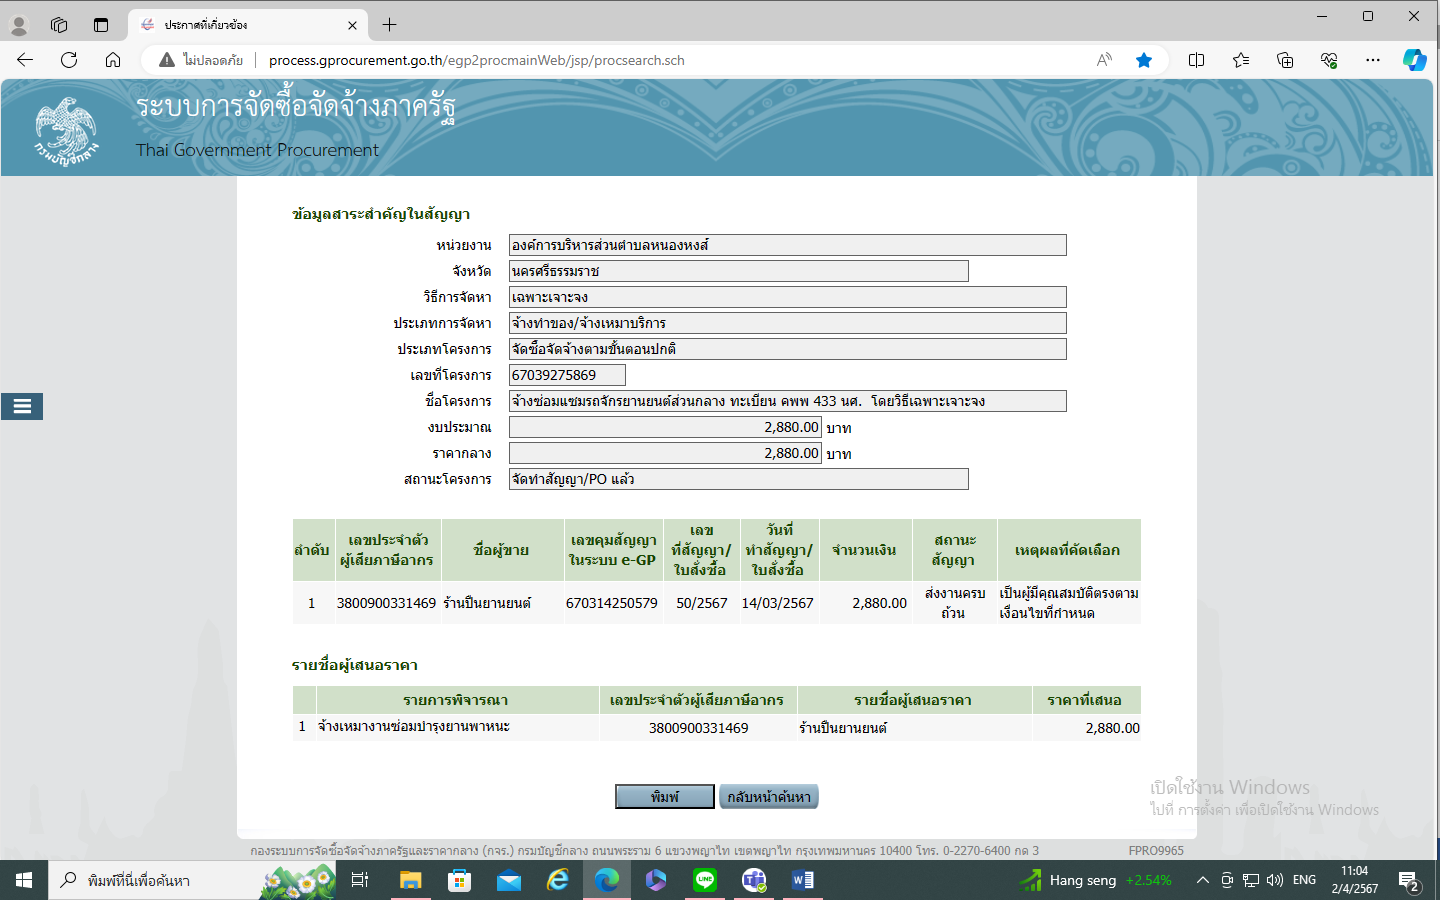 ประกาศที่เกี่ยวข้อง
ไม่ปลอดภัย
process.gprocurement.go.th/egp2procmainWeb/jsp/procsearch.sch
ระบบการจัดซื้อจัดจ้างภาครัฐ
Thai Government Procurement
กรมบัญชีกลาง
ข้อมูลสาระสำคัญในสัญญา
หน่วยงาน องค์การบริหารส่วนตำบลหนองหงส์
จังหวัด นครศรีธรรมราช
วิธีการจัดหา เฉพาะเจาะจง
ประเภทการจัดหา จ้างทำของ/จ้างเหมาบริการ
ประเภทโครงการ จัดซื้อจัดจ้างตามขั้นตอนปกติ
เลขที่โครงการ 67039275869
ชื่อโครงการ จ้างซ่อมแซมรถจักรยานยนต์ส่วนกลาง ทะเบียน คพพ 433 นศ. โดยวิธีเฉพาะเจาะจง
งบประมาณ 2,880.00 บาท
ราคากลาง 2,880.00 บาท
สถานะโครงการ จัดทำสัญญา/PO แล้ว
ลำดับ เลขประจำตัวผู้เสียภาษีอากร ชื่อผู้ขาย เลขคุมสัญญาในระบบ e-GP เลขที่สัญญา/ใบสั่งซื้อ วันที่ทำสัญญา/ใบสั่งซื้อ จำนวนเงิน สถานะสัญญา เหตุผลที่คัดเลือก
1 3800900331469 ร้านปืนยานยนต์ 670314250579 50/2567 14/03/2567 2,880.00 ส่งงานครบถ้วน เป็นผู้มีคุณสมบัติตรงตามเงื่อนไขที่กำหนด
รายชื่อผู้เสนอราคา
รายการพิจารณา เลขประจำตัวผู้เสียภาษีอากร รายชื่อผู้เสนอราคา ราคาที่เสนอ
1 จ้างเหมางานซ่อมบำรุงยานพาหนะ 3800900331469 ร้านปืนยานยนต์ 2,880.00
พิมพ์ กลับหน้าค้นหา
เปิดใช้งาน Windows
ไปที่ การตั้งค่า เพื่อเปิดใช้งาน Windows
กองระบบการจัดซื้อจัดจ้างภาครัฐและราคากลาง (กจร.) กรมบัญชีกลาง ถนนพระราม 6 แขวงพญาไท เขตพญาไท กรุงเทพมหานคร 10400 โทร. 0-2270-6400 กด 3 FPRO9965
พิมพ์ที่นี่เพื่อค้นหา
Hang seng +2.54%
ENG
11:04
2/4/2567
2